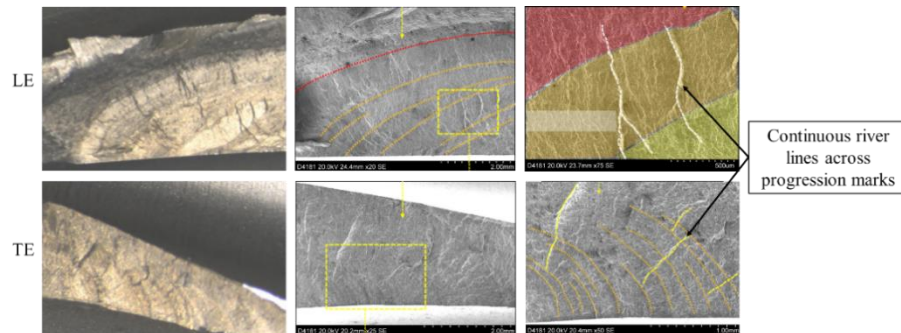 LE
D4181 20.0kV 24.4mm x20 SE
2.00mm
D4181 20.0kV 23.7mm x75 SE
500um
Continuous river
lines across
progression marks
TE
D4181 20.0kV 20.2mm x25 SE
2.00mm
D4181 20.0kV 20.4mm x50 SE
1.00mm